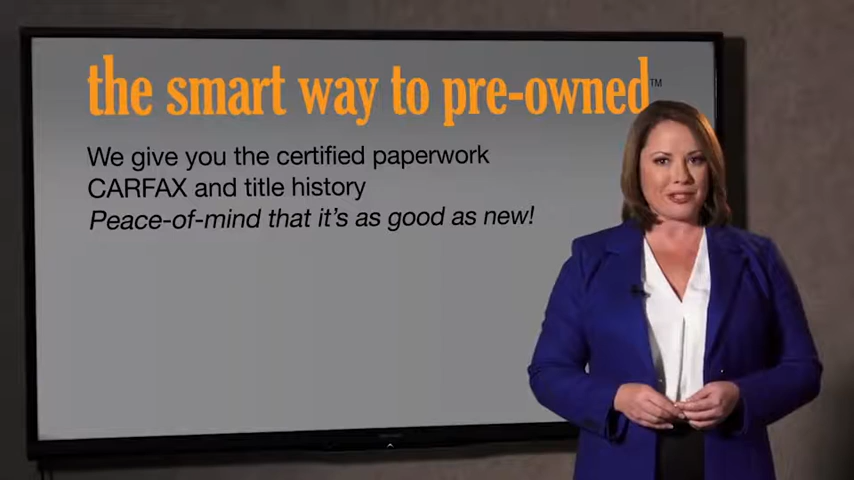 the smart way to pre-owned™
We give you the certified paperwork
CARFAX and title history
Peace-of-mind that it's as good as new!